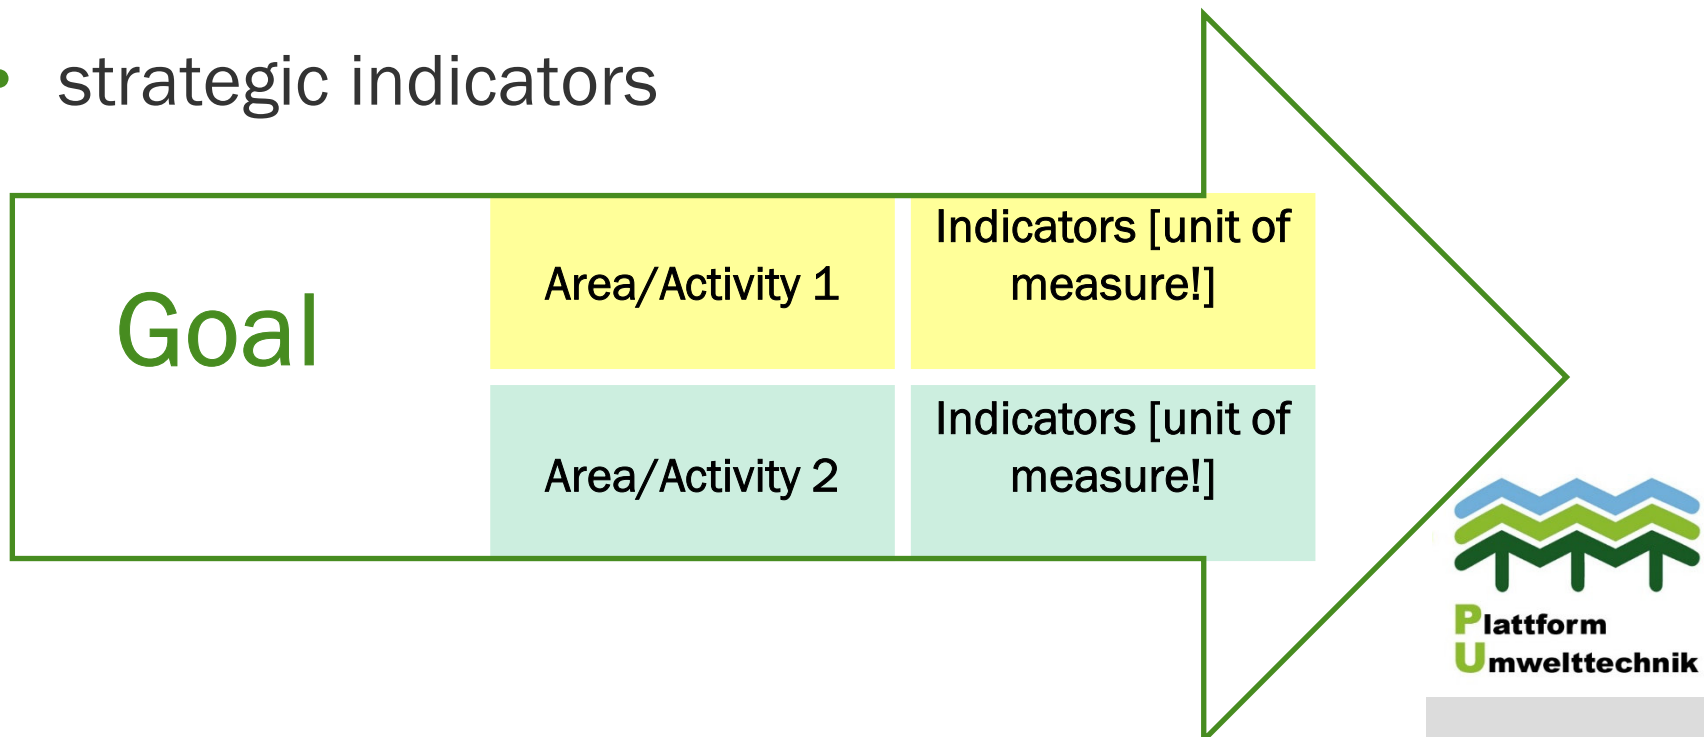 • strategic indicators
Goal
Area/Activity 1
Indicators [unit of
measure!]
Area/Activity 2
Indicators [unit of
measure!]
Plattform
Umwelttechnik